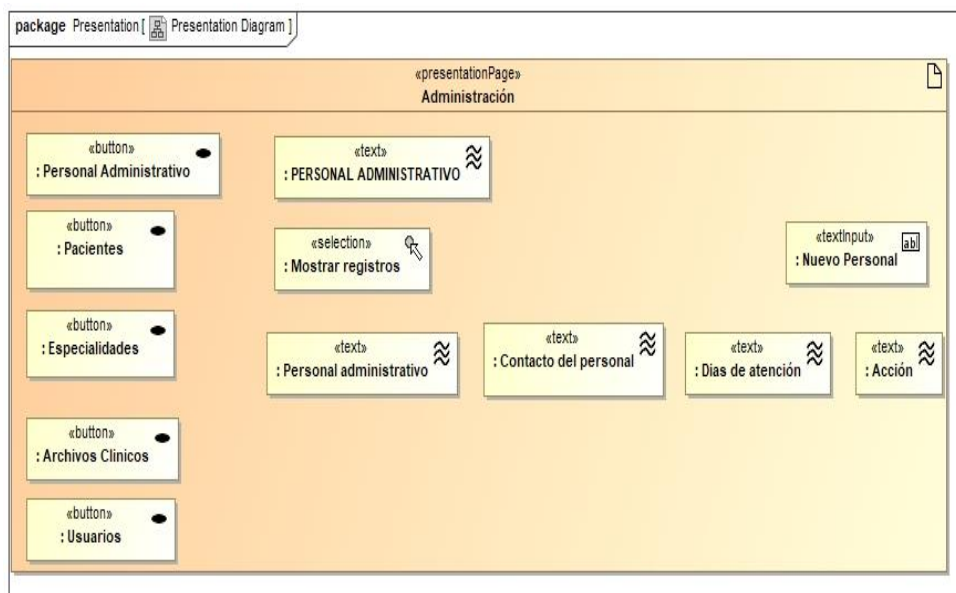 package Presentation [ Presentation Diagram ]
«presentationPage»
Administración
«button»
: Personal Administrativo
«text»
: PERSONAL ADMINISTRATIVO
«button»
: Pacientes
«selection»
: Mostrar registros
«textInput»
ab
: Nuevo Personal
«button»
: Especialidades
«text»
: Personal administrativo
«text»
: Contacto del personal
«text»
: Dias de atención
«text»
: Acción
«button»
: Archivos Clinicos
«button»
: Usuarios